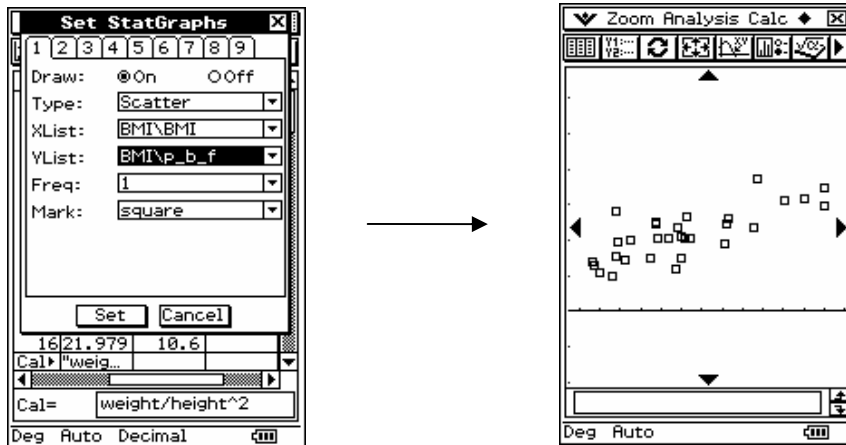 Set StatGraphs
1 2 3 4 5 6 7 8 9
Draw: On Off
Type: Scatter
XList: BMI\BMI
YList: BMI\p_b_f
Freq: 1
Mark: square
Set Cancel
16 21.979 10.6
Cal "weig...
Cal= weight/height^2
Deg Auto Decimal
Zoom Analysis Calc
Y1:...
Y2:...
Deg Auto